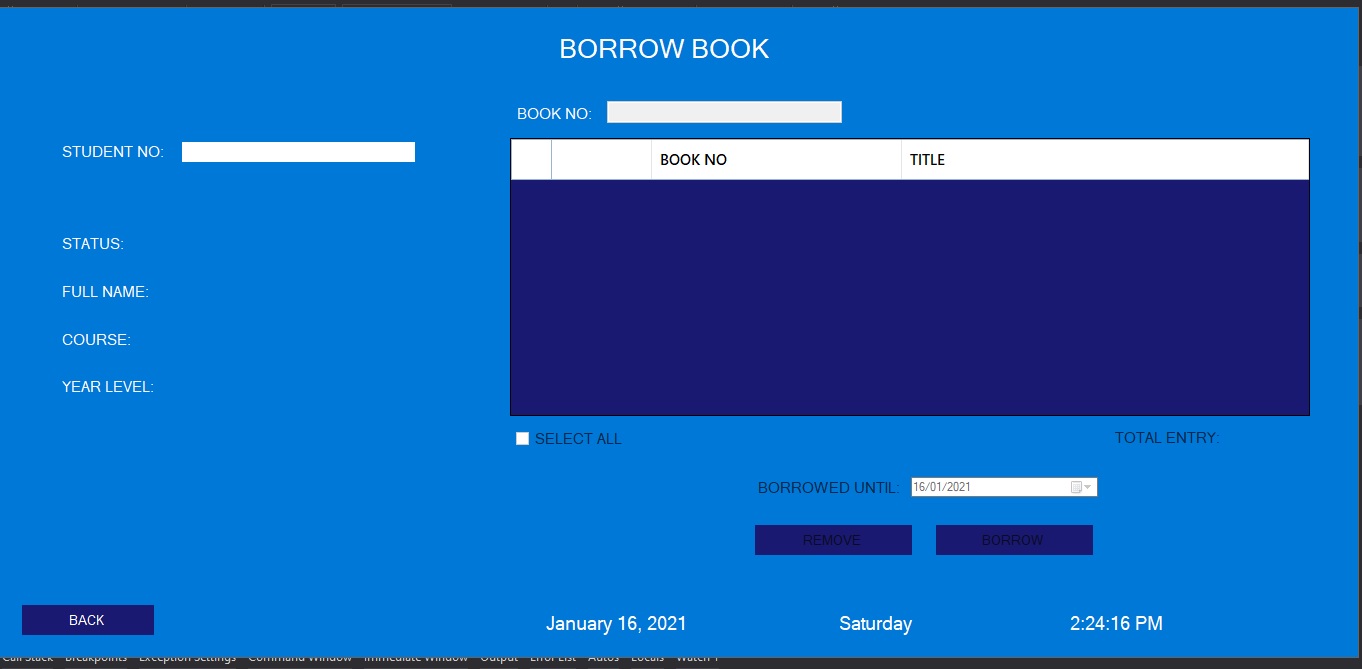 BORROW BOOK
BOOK NO:
STUDENT NO:
BOOK NO TITLE
STATUS:
FULL NAME:
COURSE:
YEAR LEVEL:
SELECT ALL TOTAL ENTRY:
BORROWED UNTIL: 16/01/2021
REMOVE BORROW
BACK January 16, 2021 Saturday 2:24:16 PM
Call Stack Breakpoints Exception Settings Command Window Immediate Window Output Error List Autos Locals Watch 1